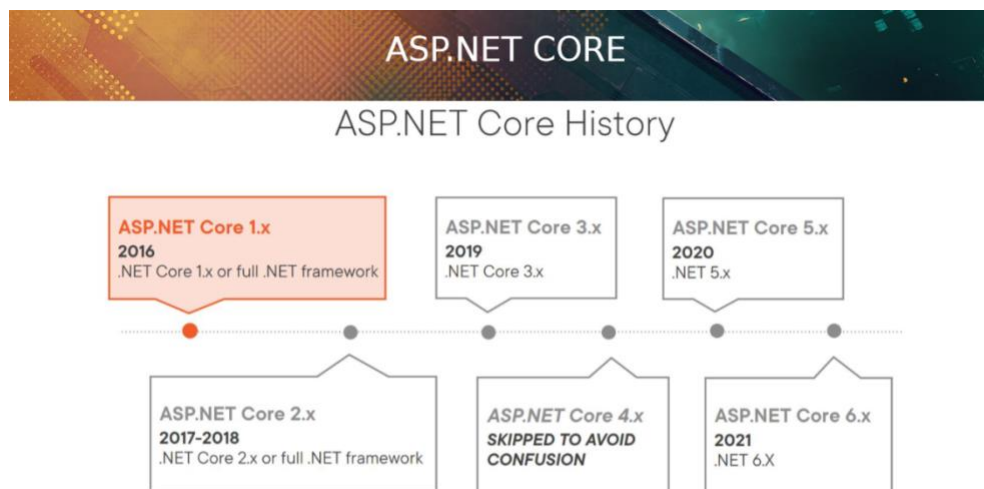 ASP.NET CORE
ASP.NET Core History
ASP.NET Core 1.x
2016
.NET Core 1.x or full .NET framework
ASP.NET Core 3.x
2019
.NET Core 3.x
ASP.NET Core 5.x
2020
.NET 5.x
ASP.NET Core 2.x
2017-2018
.NET Core 2.x or full .NET framework
ASP.NET Core 4.x
SKIPPED TO AVOID
CONFUSION
ASP.NET Core 6.x
2021
.NET 6.X